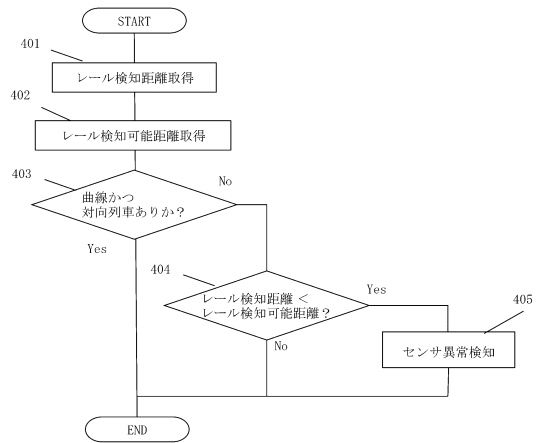 START
401
レール検知距離取得
402
レール検知可能距離取得
403
No
曲線かつ
対向列車ありか？
Yes
404
Yes
レール検知距離 <
レール検知可能距離？
405
No
センサ異常検知
END